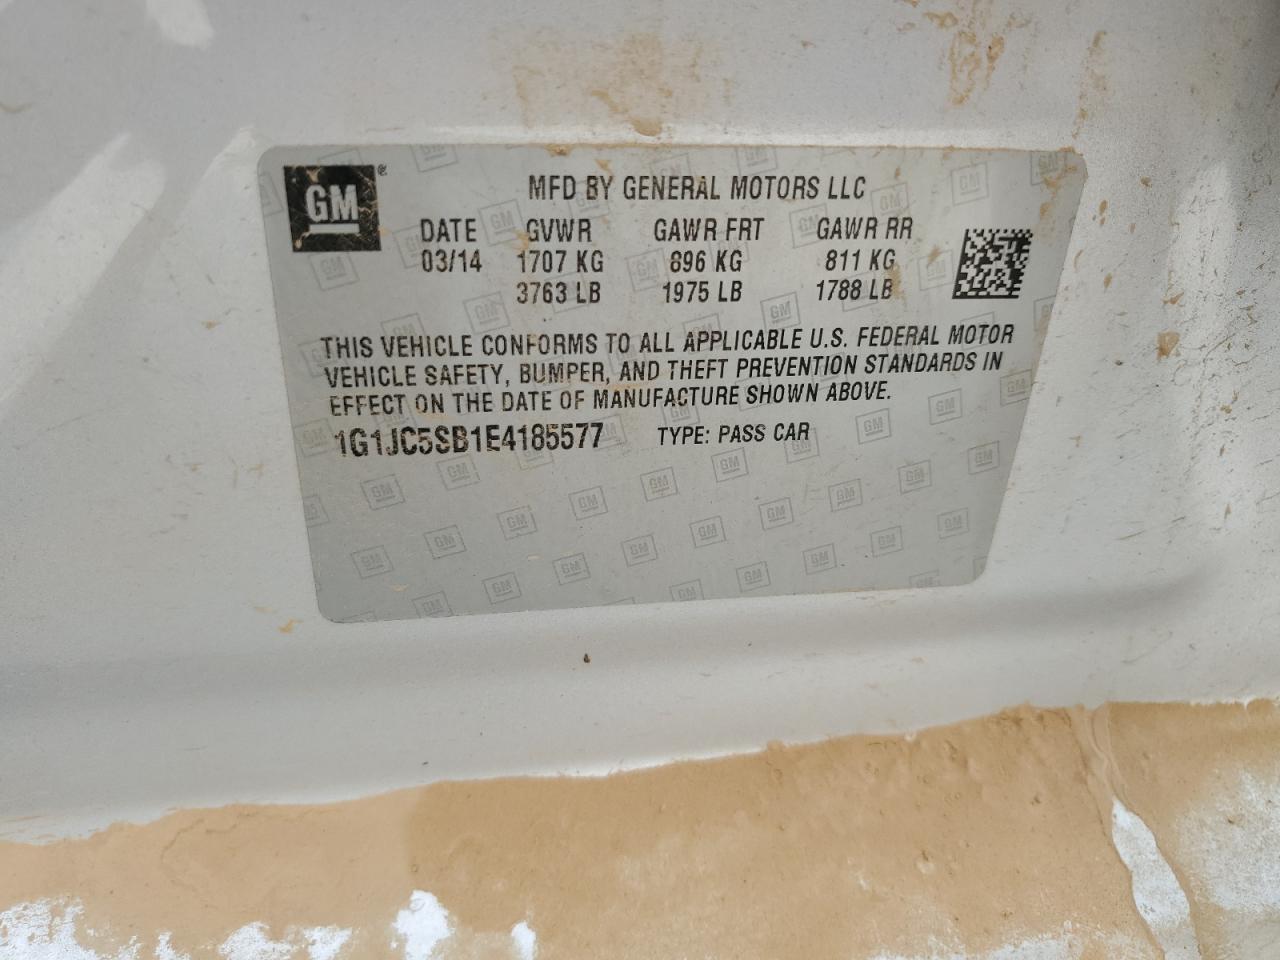 GM ®
MFD BY GENERAL MOTORS LLC
DATE GVWR GAWR FRT GAWR RR
03/14 1707 KG 896 KG 811 KG
3763 LB 1975 LB 1788 LB
THIS VEHICLE CONFORMS TO ALL APPLICABLE U.S. FEDERAL MOTOR
VEHICLE SAFETY, BUMPER, AND THEFT PREVENTION STANDARDS IN
EFFECT ON THE DATE OF MANUFACTURE SHOWN ABOVE.
1G1JC5SB1E4185577 TYPE: PASS CAR